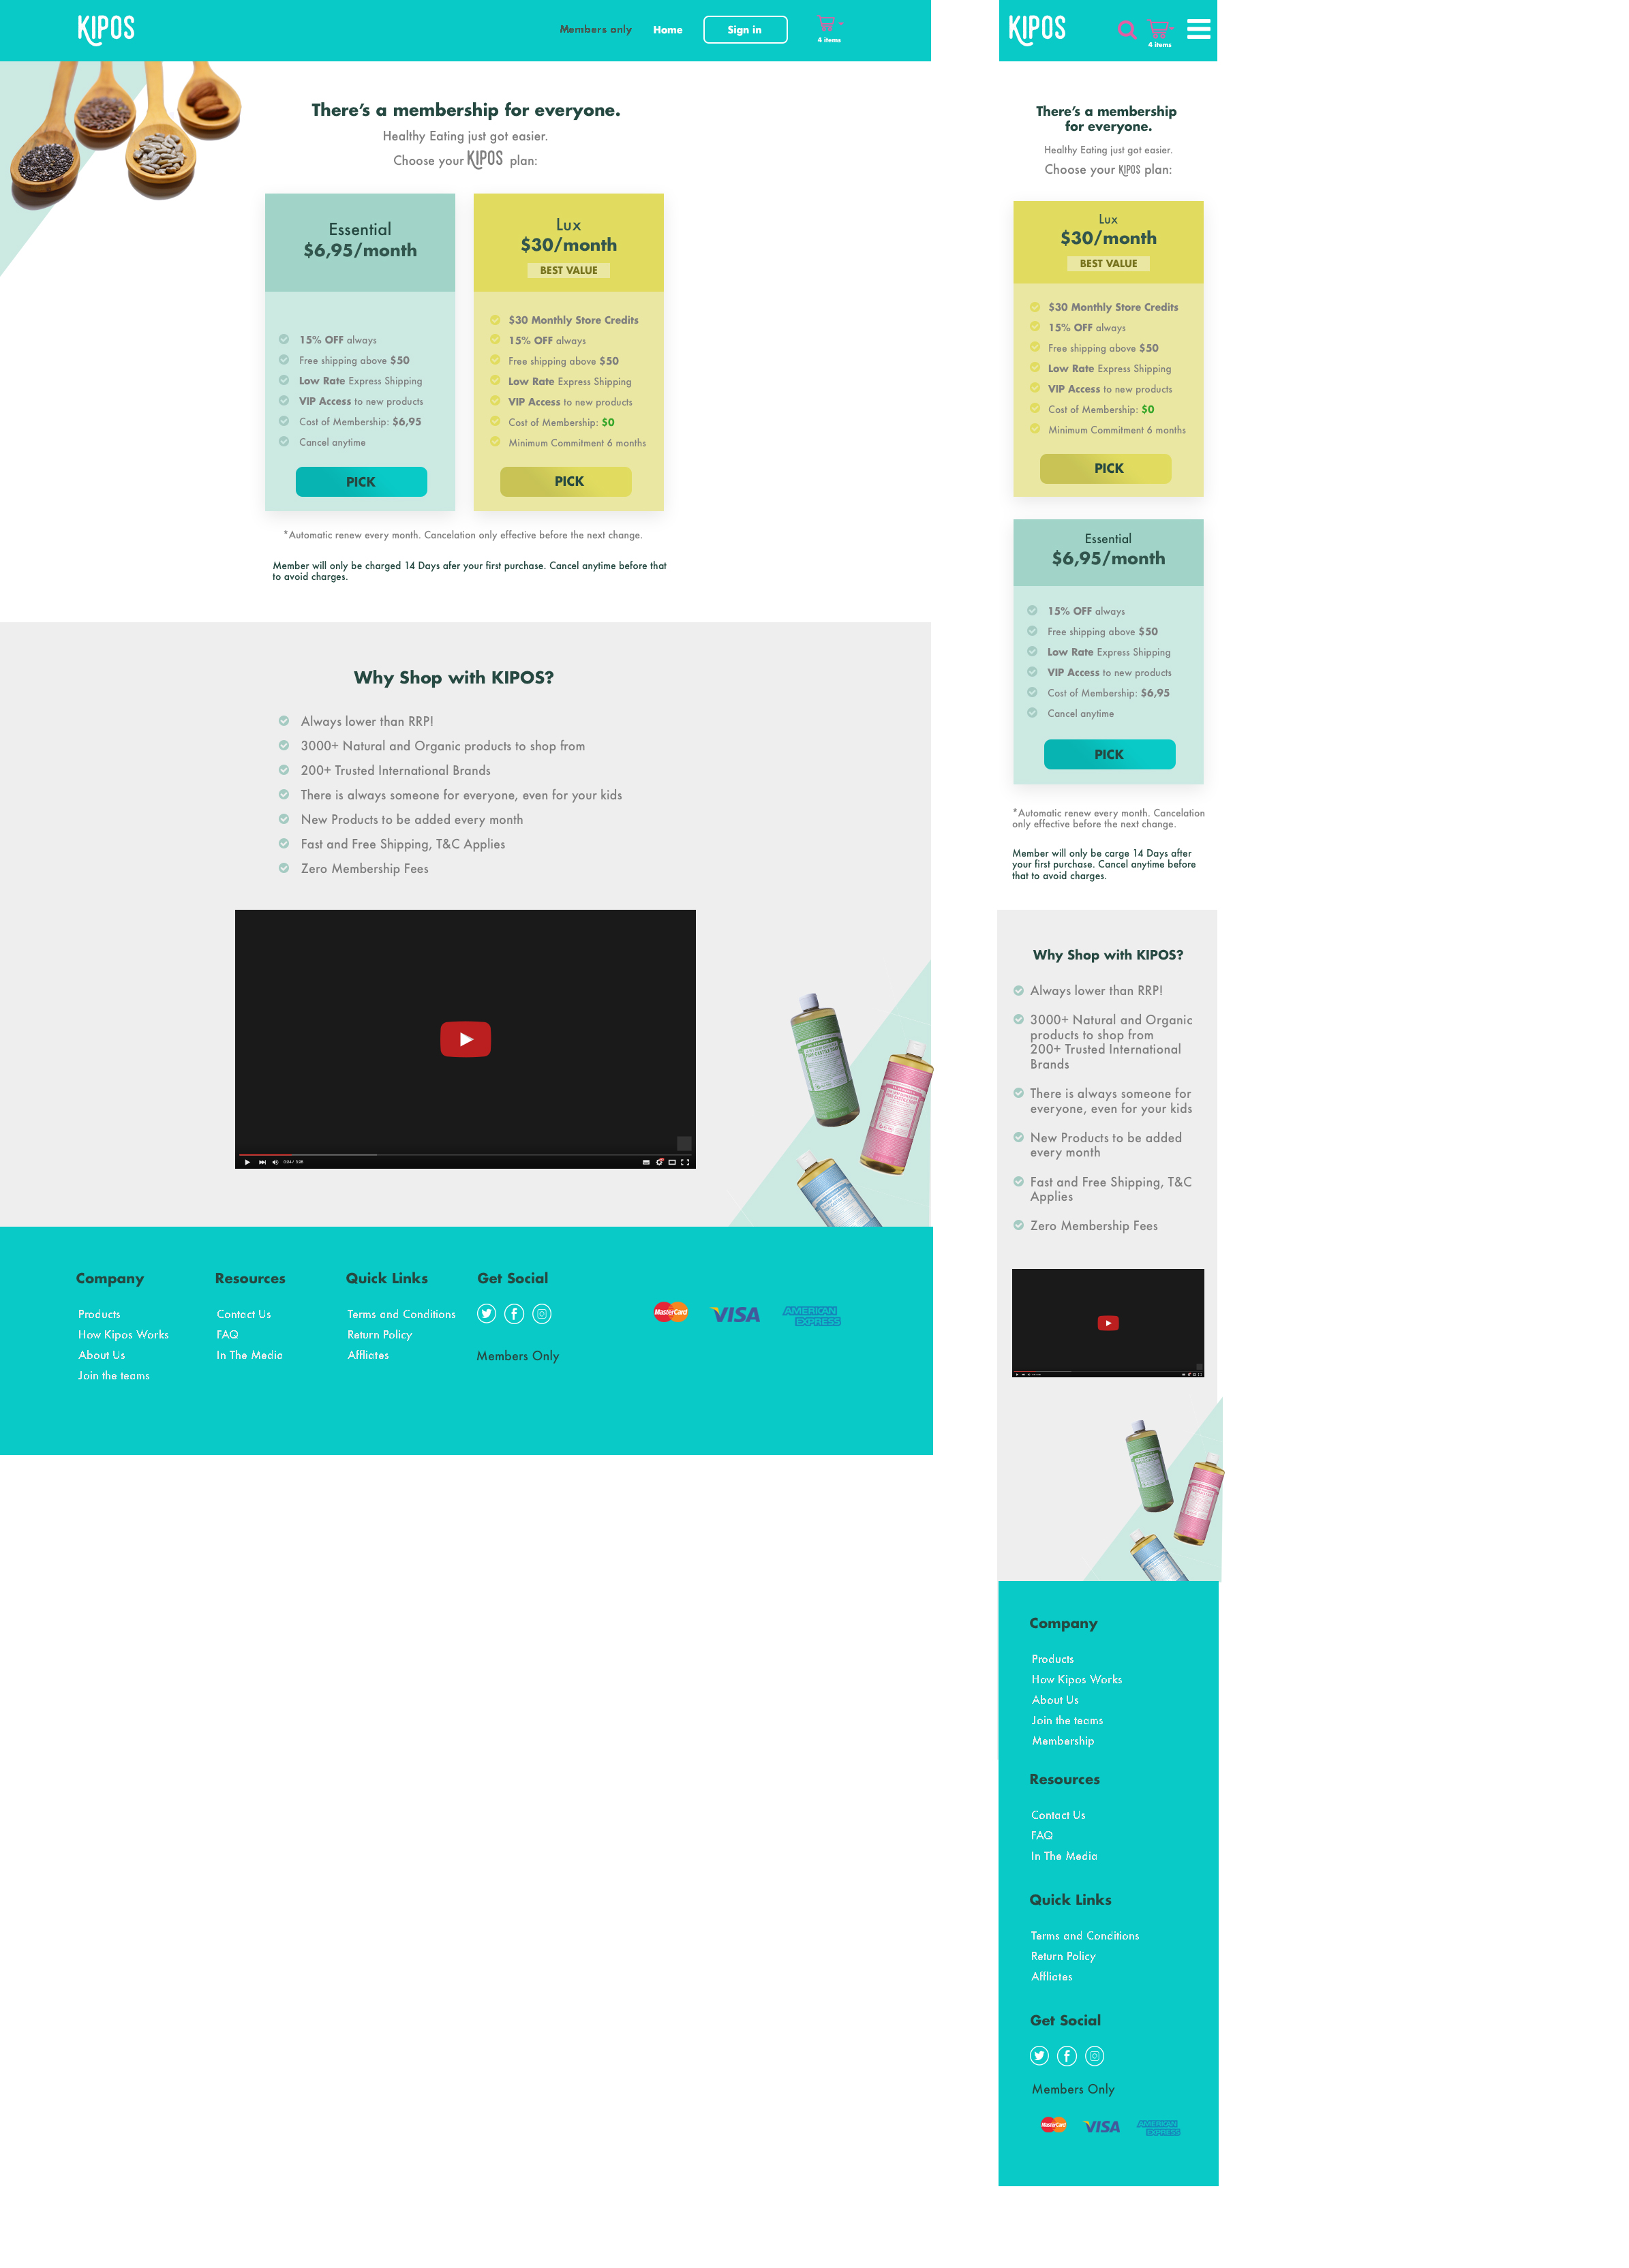 KIPOS
Members only
Home
Sign in
4 items
There's a membership for everyone.
Healthy Eating just got easier.
Choose your KIPOS plan:
Essential
$6,95/month
15% OFF always
Free shipping above $50
Low Rate Express Shipping
VIP Access to new products
Cost of Membership: $6,95
Cancel anytime
PICK
Lux
$30/month
BEST VALUE
$30 Monthly Store Credits
15% OFF always
Free shipping above $50
Low Rate Express Shipping
VIP Access to new products
Cost of Membership: $0
Minimum Commitment 6 months
PICK
*Automatic renew every month. Cancelation only effective before the next change.
Member will only be charged 14 Days afer your first purchase. Cancel anytime before that
to avoid charges.
Why Shop with KIPOS?
Always lower than RRP!
3000+ Natural and Organic products to shop from
200+ Trusted International Brands
There is always someone for everyone, even for your kids
New Products to be added every month
Fast and Free Shipping, T&C Applies
Zero Membership Fees
Company
Products
How Kipos Works
About Us
Join the teams
Resources
Contact Us
FAQ
In The Media
Quick Links
Terms and Conditions
Return Policy
Affliates
Get Social
Members Only
MasterCard
VISA
AMERICAN
EXPRESS
KIPOS
4 items
There's a membership
for everyone.
Healthy Eating just got easier.
Choose your KIPOS plan:
Lux
$30/month
BEST VALUE
$30 Monthly Store Credits
15% OFF always
Free shipping above $50
Low Rate Express Shipping
VIP Access to new products
Cost of Membership: $0
Minimum Commitment 6 months
PICK
Essential
$6,95/month
15% OFF always
Free shipping above $50
Low Rate Express Shipping
VIP Access to new products
Cost of Membership: $6,95
Cancel anytime
PICK
*Automatic renew every month. Cancelation
only effective before the next change.
Member will only be carge 14 Days after
your first purchase. Cancel anytime before
that to avoid charges.
Why Shop with KIPOS?
Always lower than RRP!
3000+ Natural and Organic
products to shop from
200+ Trusted International
Brands
There is always someone for
everyone, even for your kids
New Products to be added
every month
Fast and Free Shipping, T&C
Applies
Zero Membership Fees
Company
Products
How Kipos Works
About Us
Join the teams
Membership
Resources
Contact Us
FAQ
In The Media
Quick Links
Terms and Conditions
Return Policy
Affliates
Get Social
Members Only
MasterCard
VISA
AMERICAN
EXPRESS